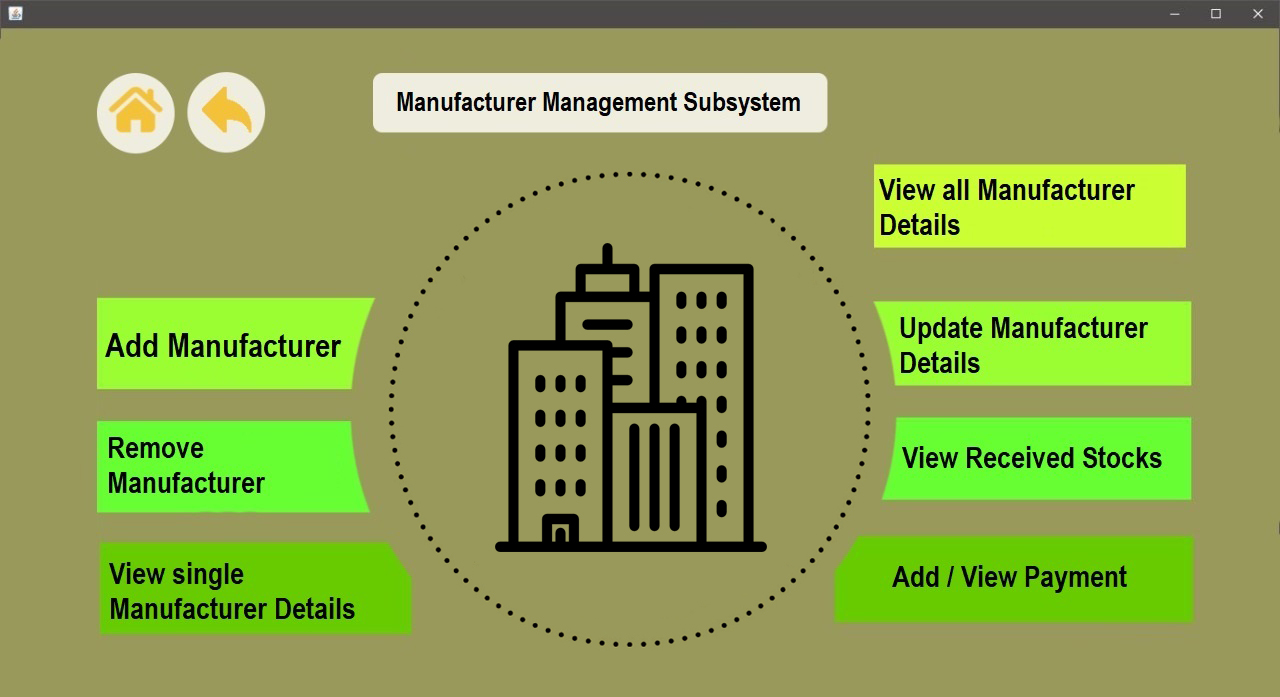 Manufacturer Management Subsystem
View all Manufacturer
Details
Add Manufacturer
Update Manufacturer
Details
Remove
Manufacturer
View Received Stocks
View single
Manufacturer Details
Add / View Payment